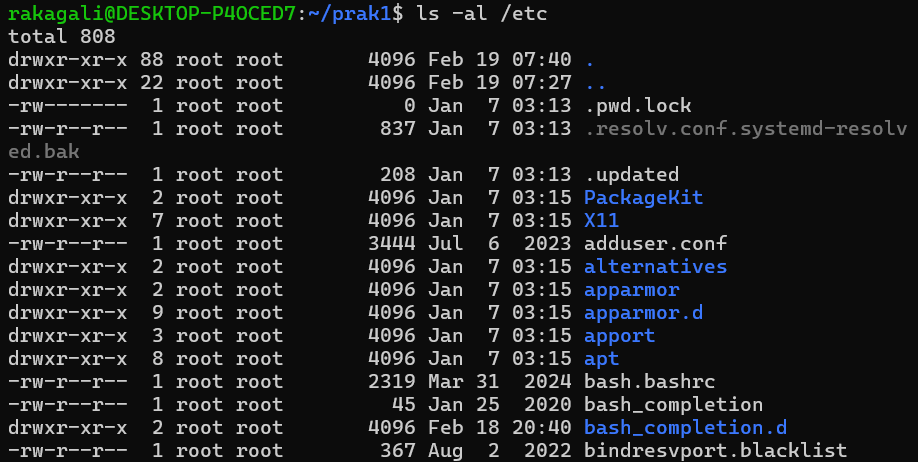 rakagali@DESKTOP-P4OCED7:~/prak1$ ls -al /etc
total 808
drwxr-xr-x 88 root root       4096 Feb 19 07:40 .
drwxr-xr-x 22 root root       4096 Feb 19 07:27 ..
-rw-------  1 root root          0 Jan  7 03:13 .pwd.lock
-rw-r--r--  1 root root        837 Jan  7 03:13 .resolv.conf.systemd-resolv
ed.bak
-rw-r--r--  1 root root        208 Jan  7 03:13 .updated
drwxr-xr-x  2 root root       4096 Jan  7 03:15 PackageKit
drwxr-xr-x  7 root root       4096 Jan  7 03:15 X11
-rw-r--r--  1 root root       3444 Jul  6  2023 adduser.conf
drwxr-xr-x  2 root root       4096 Jan  7 03:15 alternatives
drwxr-xr-x  2 root root       4096 Jan  7 03:15 apparmor
drwxr-xr-x  9 root root       4096 Jan  7 03:15 apparmor.d
drwxr-xr-x  3 root root       4096 Jan  7 03:15 apport
drwxr-xr-x  8 root root       4096 Jan  7 03:15 apt
-rw-r--r--  1 root root       2319 Mar 31  2024 bash.bashrc
-rw-r--r--  1 root root         45 Jan 25  2020 bash_completion
drwxr-xr-x  2 root root       4096 Feb 18 20:40 bash_completion.d
-rw-r--r--  1 root root        367 Aug  2  2022 bindresvport.blacklist